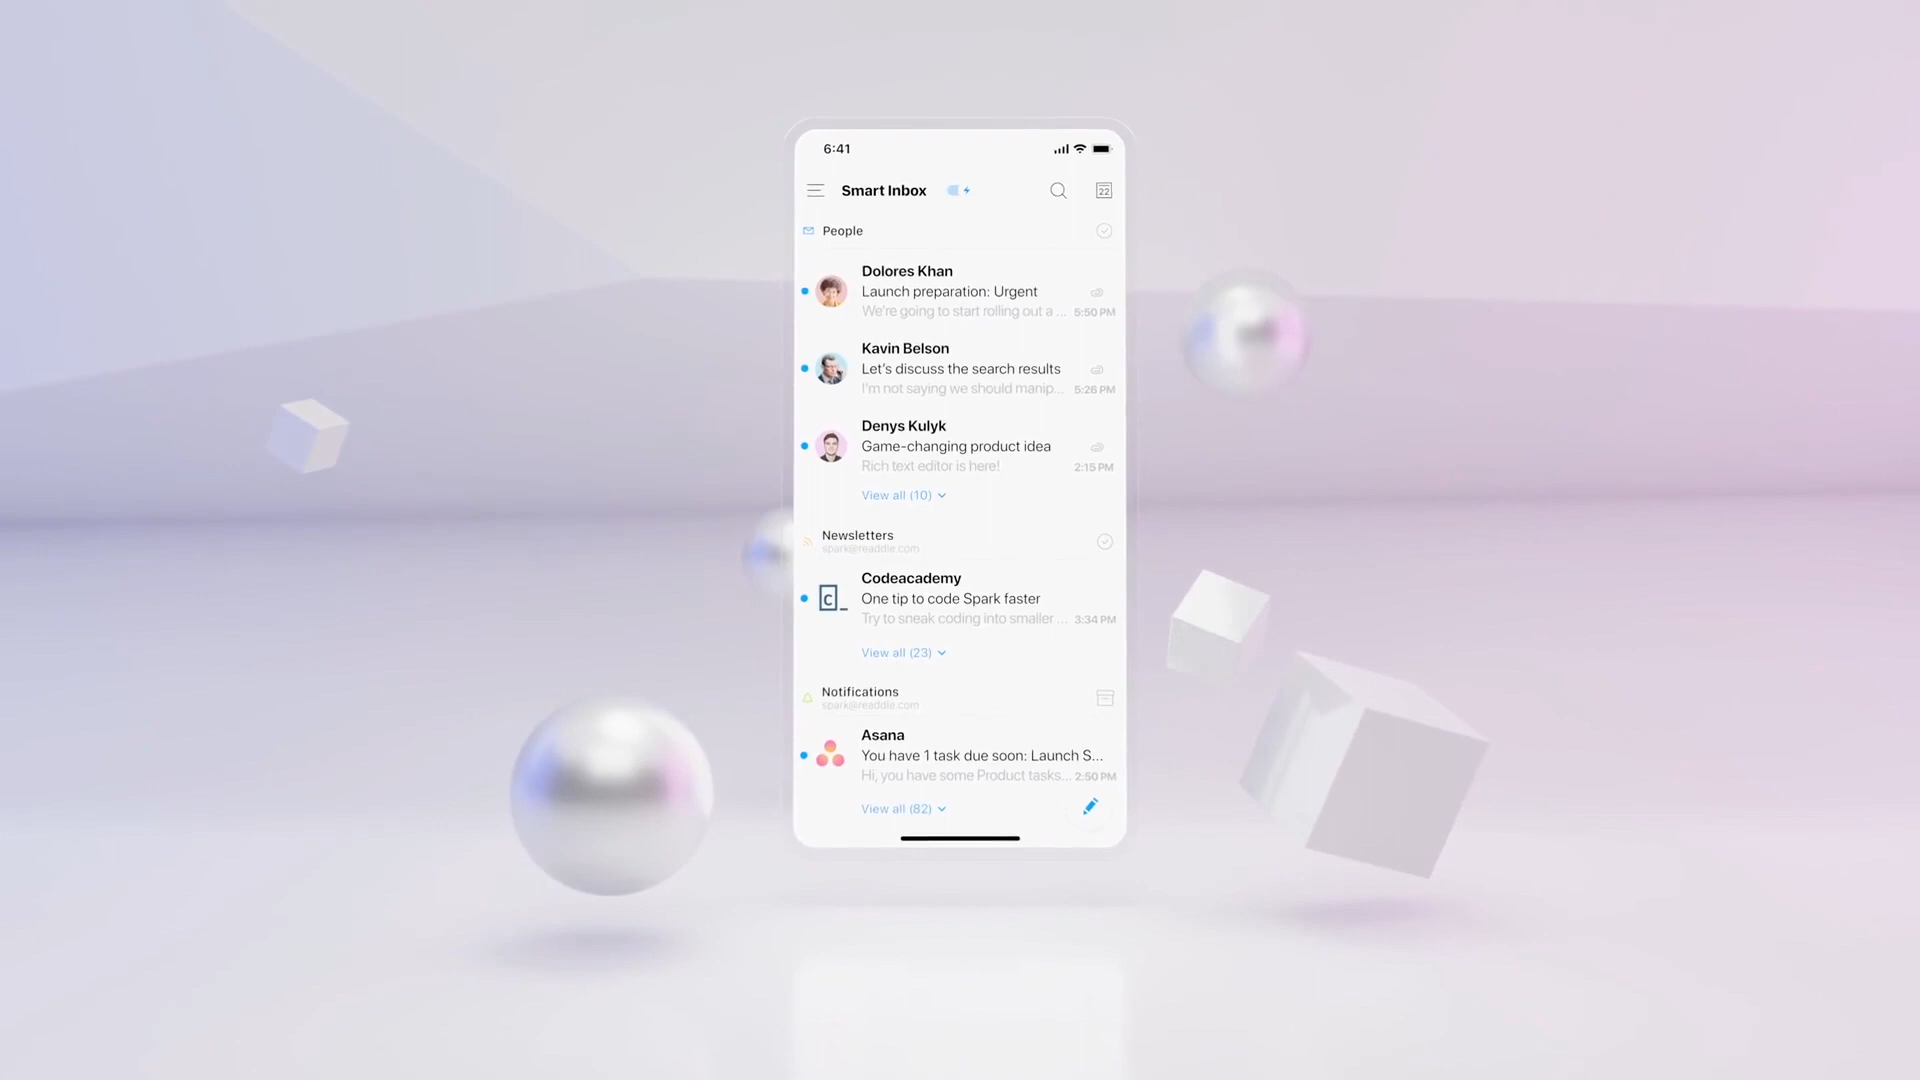 6:41
Smart Inbox
22
People
Dolores Khan
Launch preparation: Urgent
We're going to start rolling out a ... 5:50 PM
Kavin Belson
Let's discuss the search results
I'm not saying we should manip... 5:26 PM
Denys Kulyk
Game-changing product idea
Rich text editor is here! 2:15 PM
View all (10)
Newsletters
spark@readdle.com
Codeacademy
C_ One tip to code Spark faster
Try to sneak coding into smaller ... 3:34 PM
View all (23)
Notifications
spark@readdle.com
Asana
You have 1 task due soon: Launch S...
Hi, you have some Product tasks... 2:50 PM
View all (82)